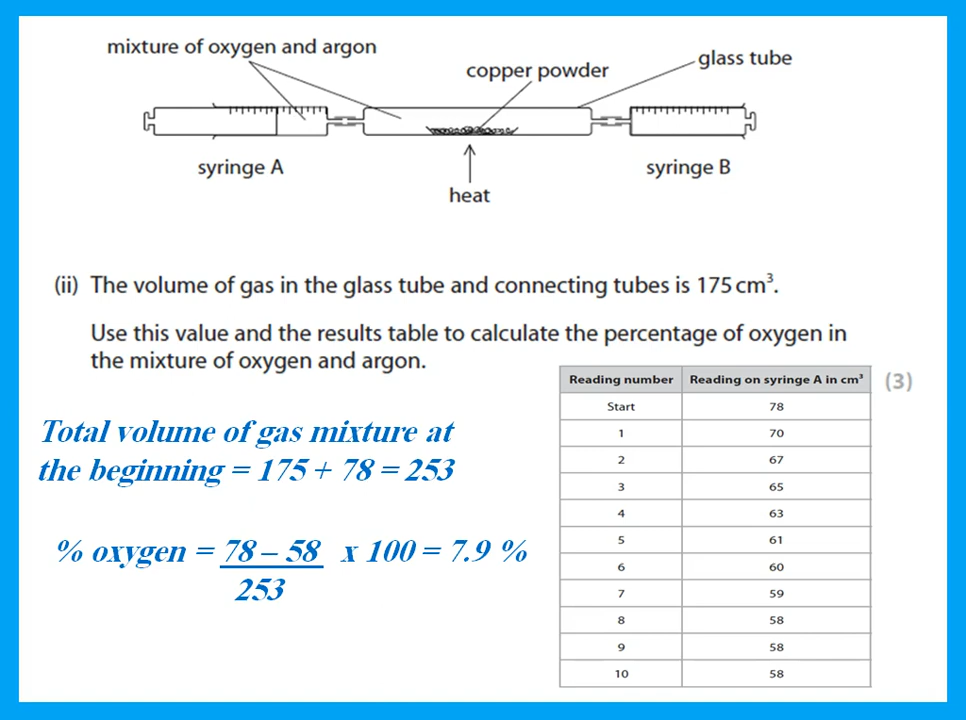 mixture of oxygen and argon
copper powder
glass tube
syringe A
syringe B
heat
(ii) The volume of gas in the glass tube and connecting tubes is 175 cm³.
Use this value and the results table to calculate the percentage of oxygen in
the mixture of oxygen and argon.
(3)
Reading number Reading on syringe A in cm³
Start 78
1 70
2 67
3 65
4 63
5 61
6 60
7 59
8 58
9 58
10 58
Total volume of gas mixture at
the beginning = 175 + 78 = 253
% oxygen = 78 – 58 x 100 = 7.9 %
253